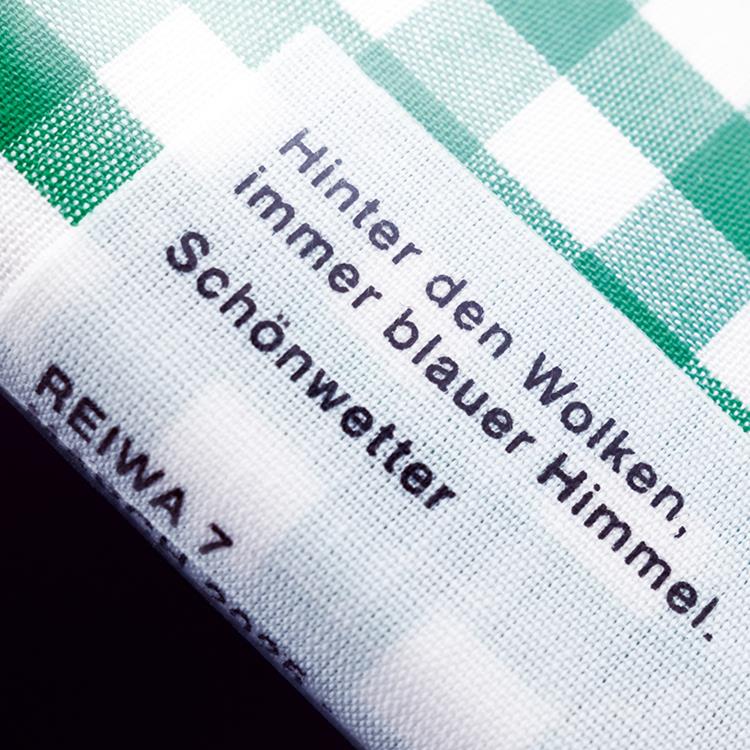 Hinter den Wolken,
immer blauer Himmel.
Schönwetter
REIWA 7